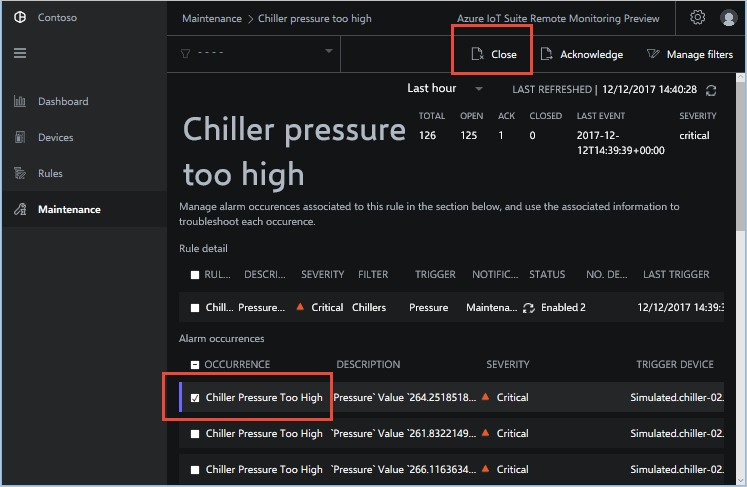 Contoso
Maintenance > Chiller pressure too high
Azure IoT Suite Remote Monitoring Preview
- - - -
Close
Acknowledge
Manage filters
Dashboard
Devices
Rules
Maintenance
Last hour
LAST REFRESHED | 12/12/2017 14:40:28
Chiller pressure
too high
TOTAL OPEN ACK CLOSED LAST EVENT SEVERITY
126 125 1 0 2017-12- critical
12T14:39:39+00:00
Manage alarm occurences associated to this rule in the section below, and use the associated information to
troubleshoot each occurence.
Rule detail
RUL... DESCRI... SEVERITY FILTER TRIGGER NOTIFIC... STATUS NO. DE... LAST TRIGGER
Chill... Pressure... Critical Chillers Pressure Maintena... Enabled 2 12/12/2017 14:39:3
Alarm occurrences
OCCURRENCE DESCRIPTION SEVERITY TRIGGER DEVICE
Chiller Pressure Too High `Pressure` Value `264.2518518... Critical Simulated.chiller-02.
Chiller Pressure Too High `Pressure` Value `261.8322149... Critical Simulated.chiller-02.
Chiller Pressure Too High `Pressure` Value `266.1163634... Critical Simulated.chiller-02.